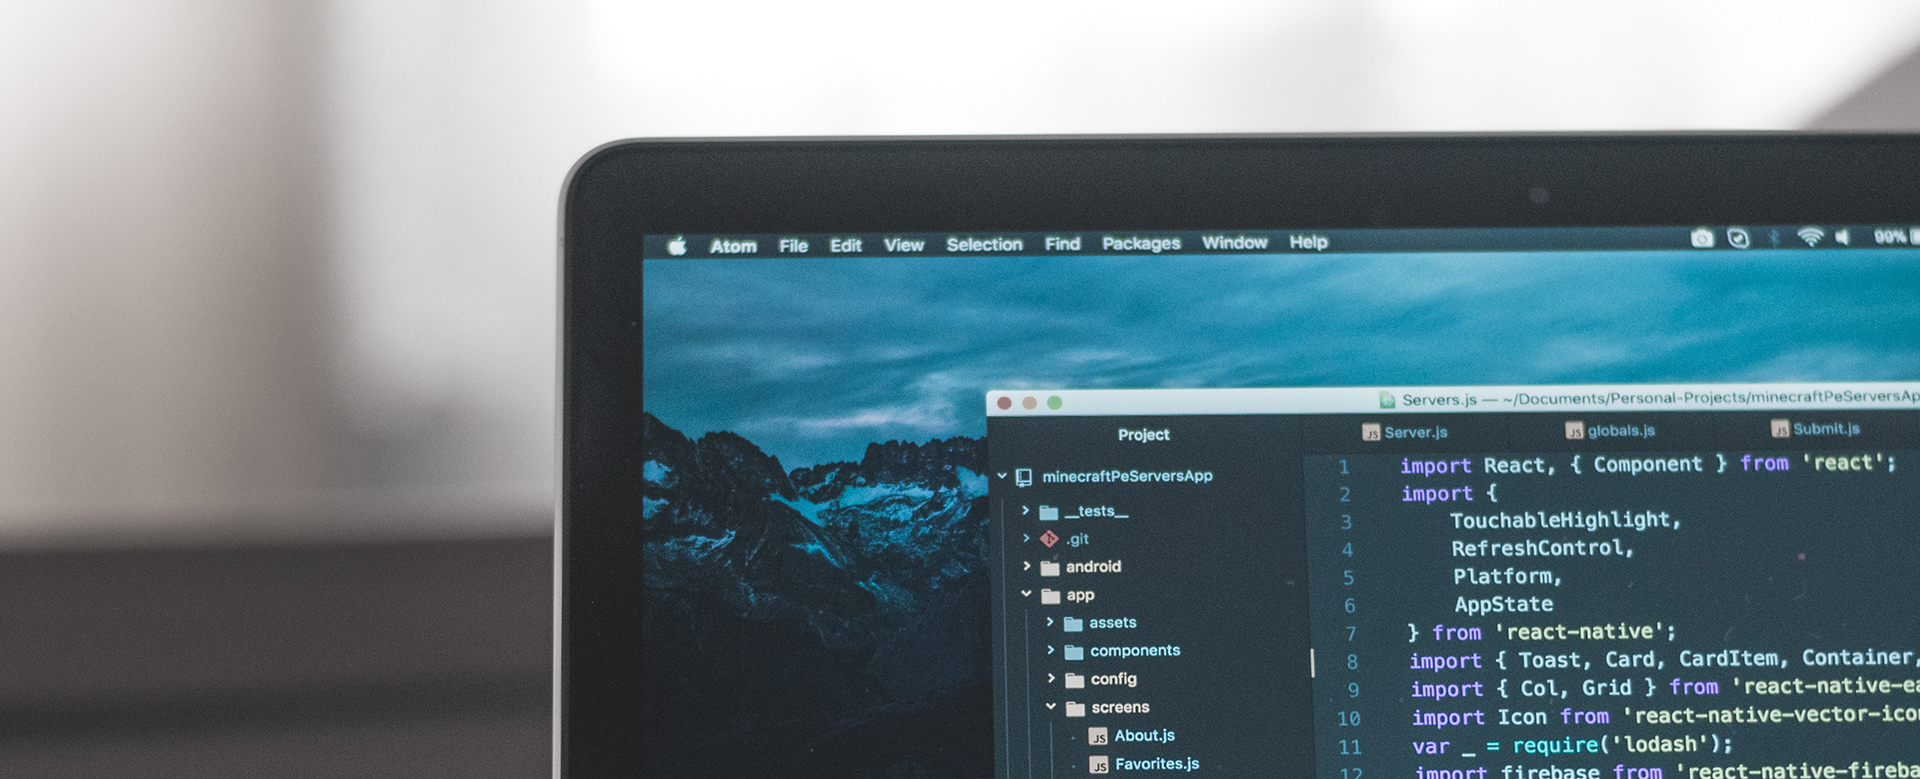 Atom File Edit View Selection Find Packages Window Help 99%
Servers.js — ~/Documents/Personal-Projects/minecraftPeServersAp
Project
Server.js globals.js Submit.js
minecraftPeServersApp
__tests__
.git
android
app
assets
components
config
screens
JS About.js
JS Favorites.js
1 import React, { Component } from 'react';
2 import {
3 TouchableHighlight,
4 RefreshControl,
5 Platform,
6 AppState
7 } from 'react-native';
8 import { Toast, Card, CardItem, Container,
9 import { Col, Grid } from 'react-native-ea
10 import Icon from 'react-native-vector-ico
11 var _ = require('lodash');
12 import firebase from 'react-native-fireba